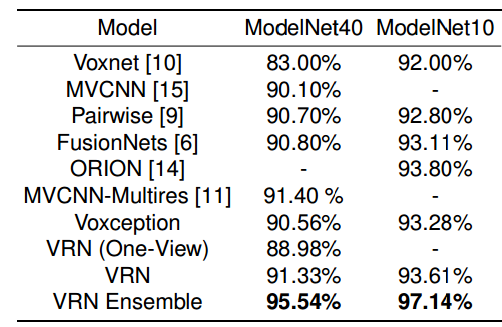 Model ModelNet40 ModelNet10
Voxnet [10] 83.00% 92.00%
MVCNN [15] 90.10% -
Pairwise [9] 90.70% 92.80%
FusionNets [6] 90.80% 93.11%
ORION [14] - 93.80%
MVCNN-Multires [11] 91.40 % -
Voxception 90.56% 93.28%
VRN (One-View) 88.98% -
VRN 91.33% 93.61%
VRN Ensemble 95.54% 97.14%